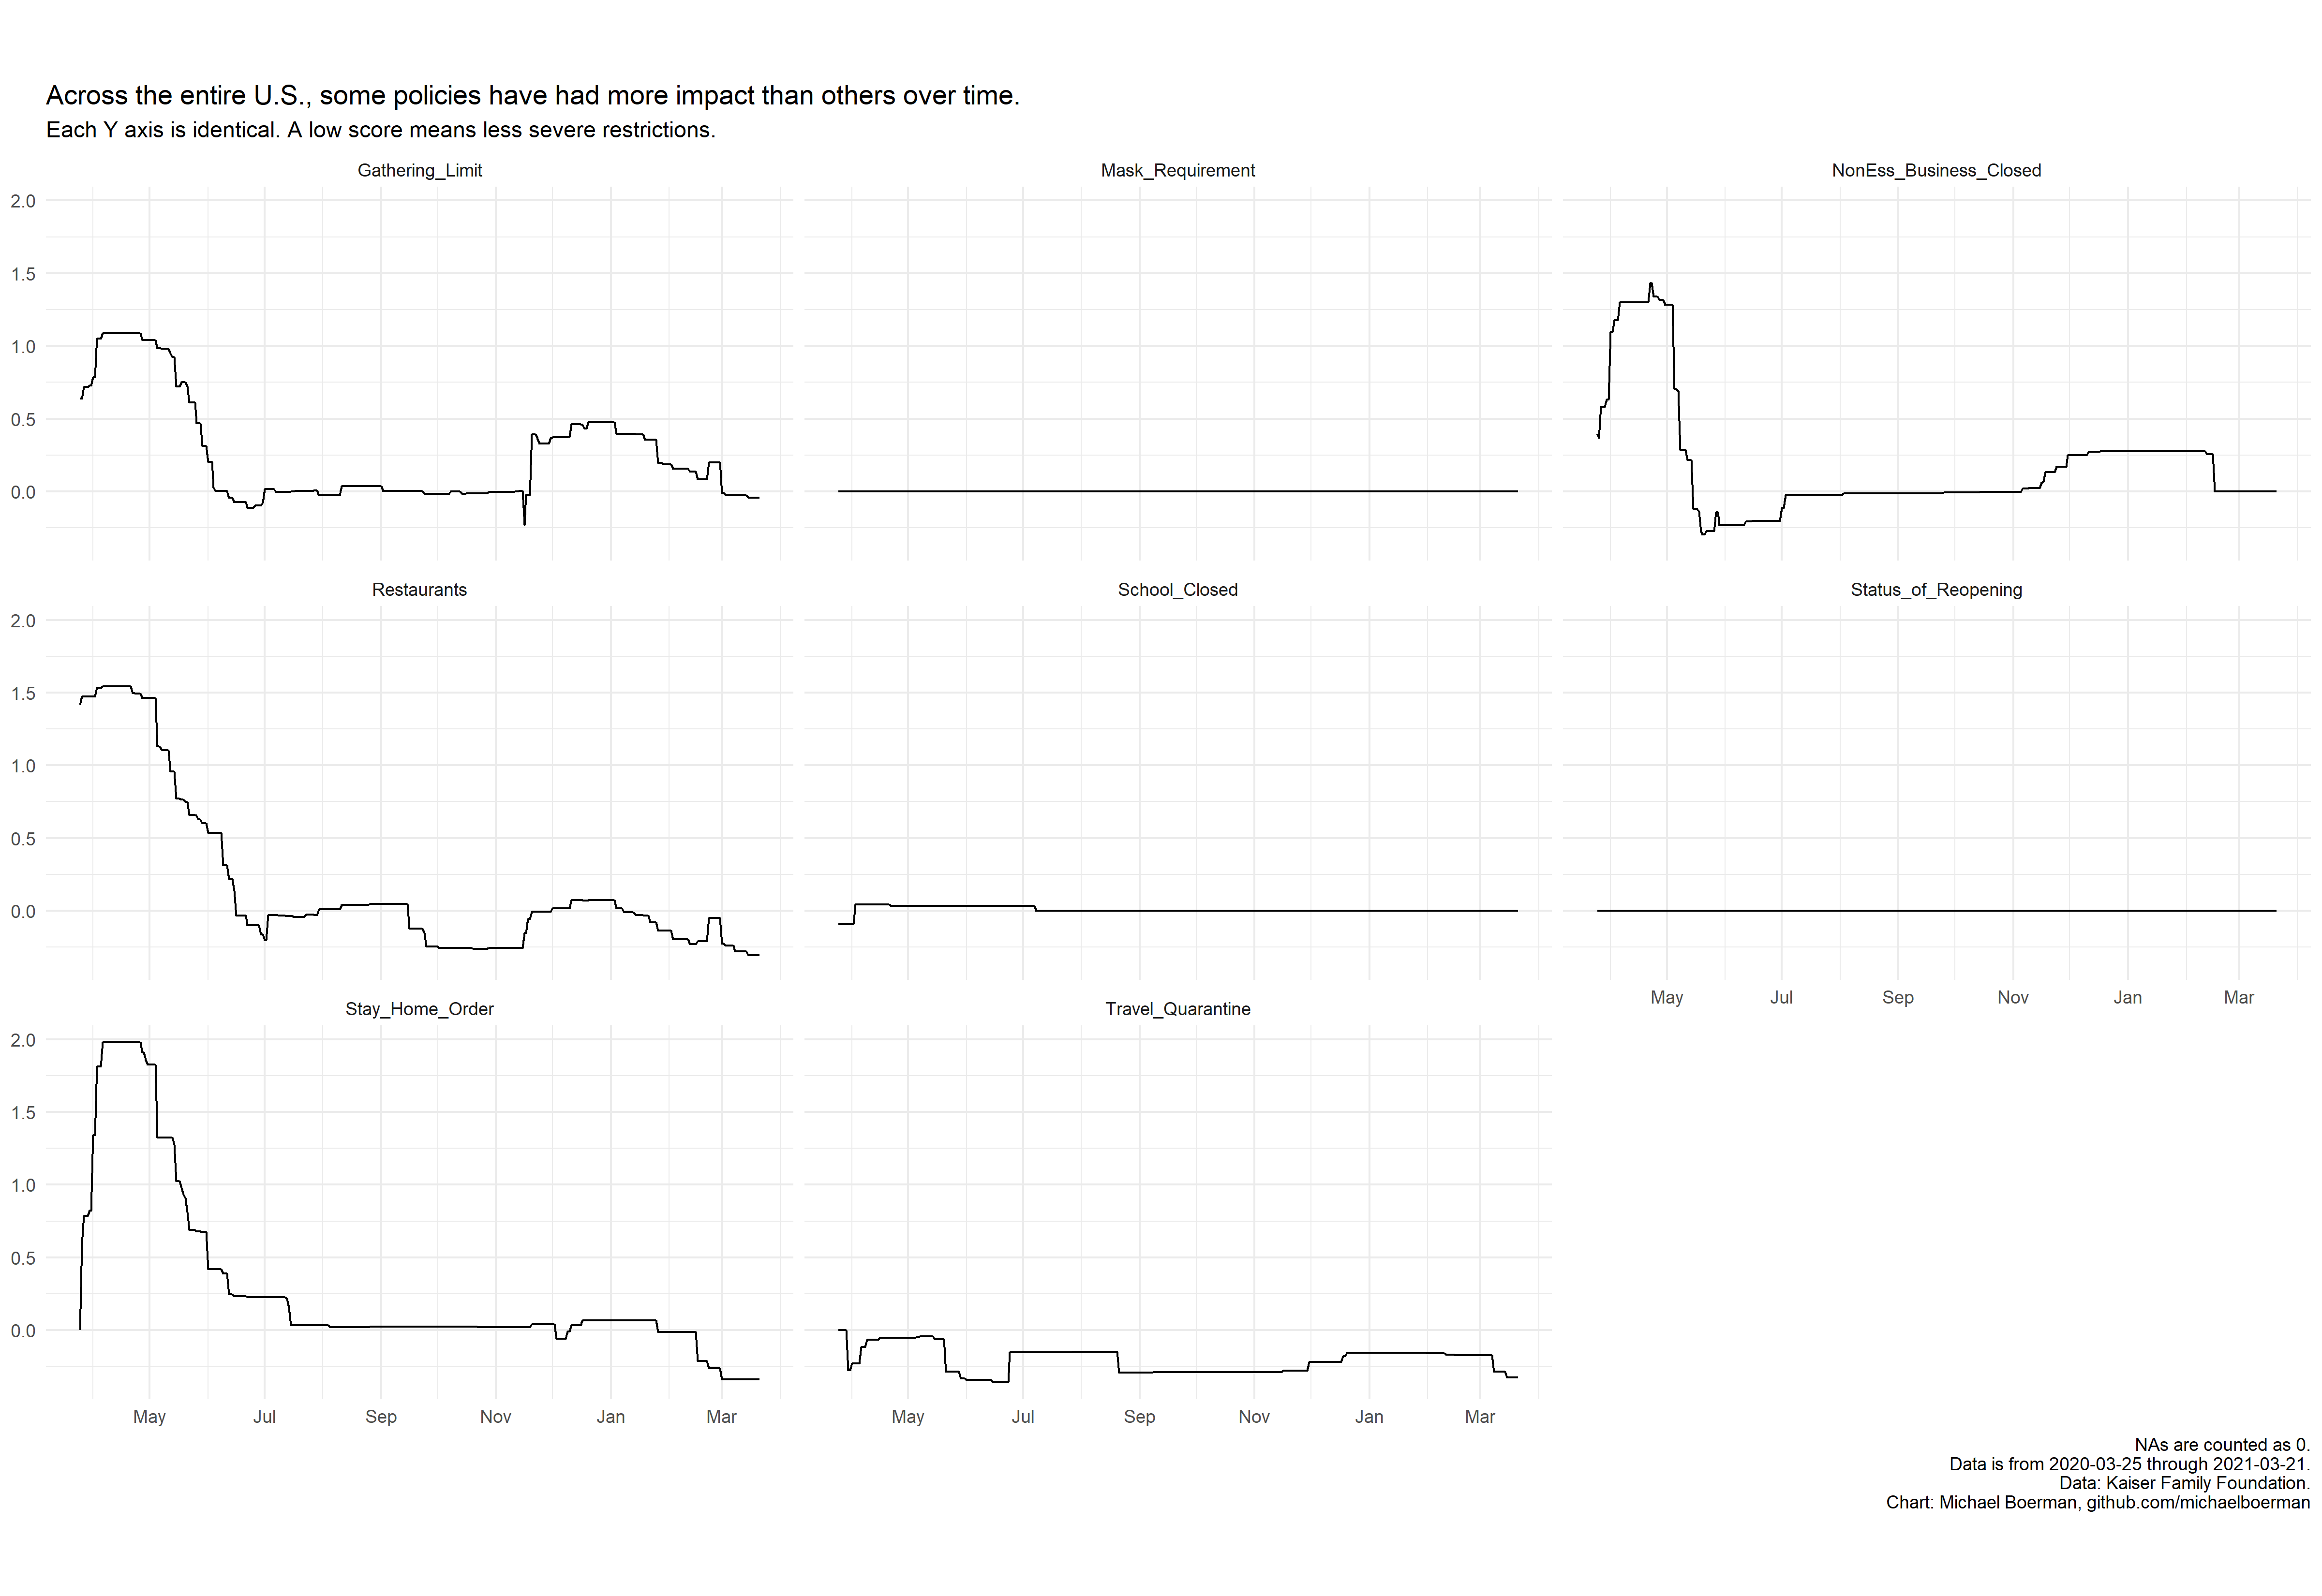 Across the entire U.S., some policies have had more impact than others over time.
Each Y axis is identical. A low score means less severe restrictions.
Gathering_Limit
Mask_Requirement
NonEss_Business_Closed
2.0
1.5
1.0
0.5
0.0
Restaurants
School_Closed
Status_of_Reopening
2.0
1.5
1.0
0.5
0.0
May Jul Sep Nov Jan Mar
Stay_Home_Order
Travel_Quarantine
2.0
1.5
1.0
0.5
0.0
May Jul Sep Nov Jan Mar
May Jul Sep Nov Jan Mar
NAs are counted as 0.
Data is from 2020-03-25 through 2021-03-21.
Data: Kaiser Family Foundation.
Chart: Michael Boerman, github.com/michaelboerman